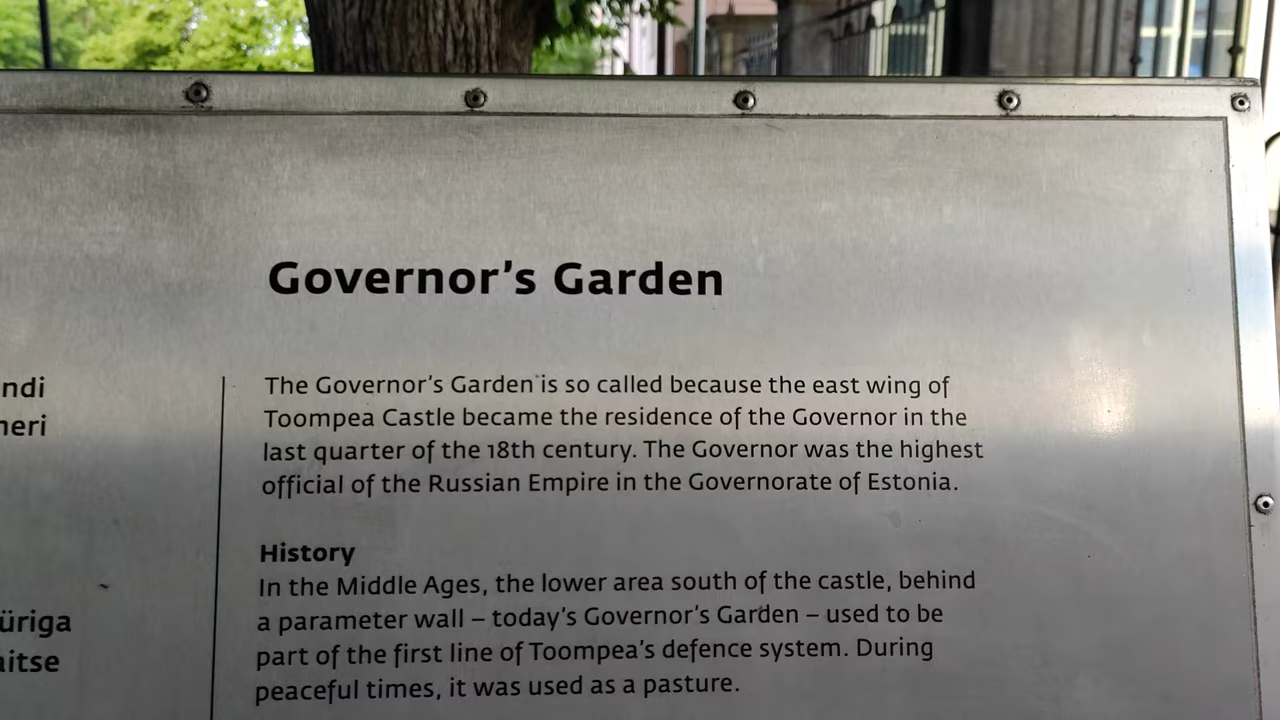 Governor's Garden
ndi
The Governor's Garden is so called because the east wing of
Toompea Castle became the residence of the Governor in the
last quarter of the 18th century. The Governor was the highest
official of the Russian Empire in the Governorate of Estonia.
History
In the Middle Ages, the lower area south of the castle, behind
a parameter wall – today's Governor's Garden – used to be
part of the first line of Toompea's defence system. During
peaceful times, it was used as a pasture.
üriga
aitse